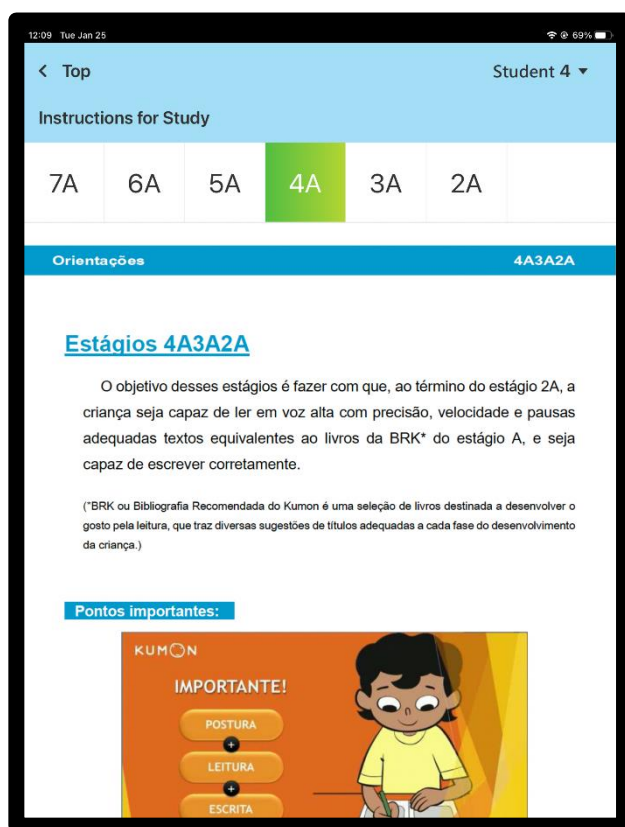 12:09 Tue Jan 25
69%
< Top
Student 4 ▼
Instructions for Study
7A 6A 5A 4A 3A 2A
Orientações 4A3A2A
Estágios 4A3A2A
O objetivo desses estágios é fazer com que, ao término do estágio 2A, a
criança seja capaz de ler em voz alta com precisão, velocidade e pausas
adequadas textos equivalentes ao livros da BRK* do estágio A, e seja
capaz de escrever corretamente.
(*BRK ou Bibliografia Recomendada do Kumon é uma seleção de livros destinada a desenvolver o
gosto pela leitura, que traz diversas sugestões de títulos adequadas a cada fase do desenvolvimento
da criança.)
Pontos importantes:
KUMON
IMPORTANTE!
POSTURA
+
LEITURA
+
ESCRITA